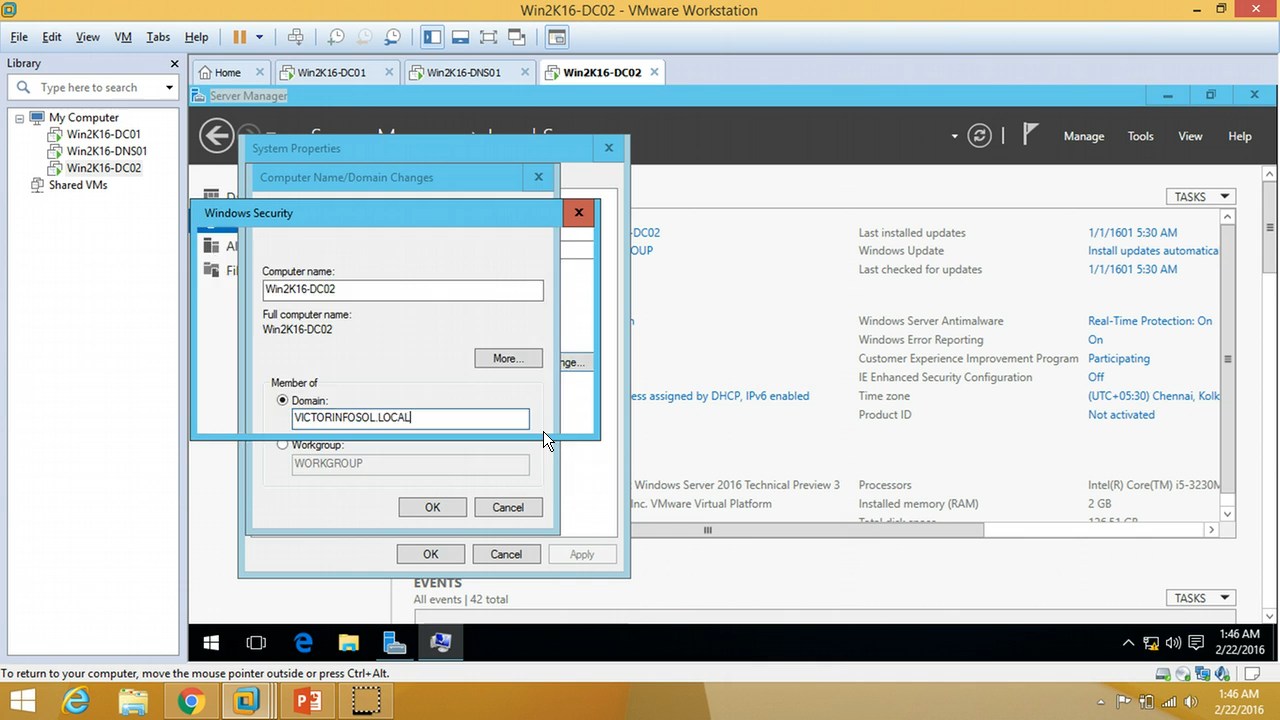 Win2K16-DC02 - VMware Workstation
File Edit View VM Tabs Help
Library
Type here to search
My Computer
Win2K16-DC01
Win2K16-DNS01
Win2K16-DC02
Shared VMs
Home
Win2K16-DC01
Win2K16-DNS01
Win2K16-DC02
Server Manager
Manage Tools View Help
System Properties
Computer Name/Domain Changes
Windows Security
Computer name:
Win2K16-DC02
Full computer name:
Win2K16-DC02
More...
Member of
Domain:
VICTORINFOSOL.LOCAL
Workgroup:
WORKGROUP
OK Cancel
OK Cancel Apply
nge...
TASKS
-DC02
OUP
Last installed updates 1/1/1601 5:30 AM
Windows Update Install updates automatica
Last checked for updates 1/1/1601 5:30 AM
Windows Server Antimalware Real-Time Protection: On
Windows Error Reporting On
Customer Experience Improvement Program Participating
IE Enhanced Security Configuration Off
ess assigned by DHCP, IPv6 enabled Time zone (UTC+05:30) Chennai, Kolk
Product ID Not activated
Windows Server 2016 Technical Preview 3 Processors Intel(R) Core(TM) i5-3230M
Inc. VMware Virtual Platform Installed memory (RAM) 2 GB
EVENTS
All events | 42 total
TASKS
1:46 AM
2/22/2016
To return to your computer, move the mouse pointer outside or press Ctrl+Alt.
1:46 AM
2/22/2016